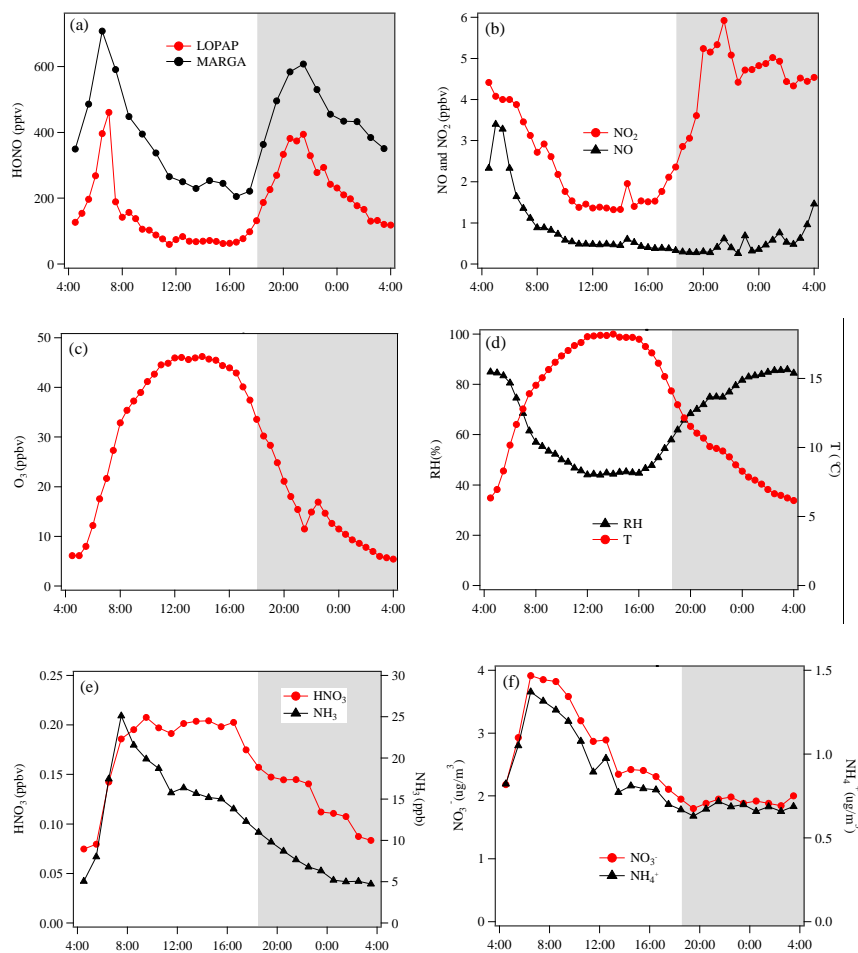 (a)
LOPAP
MARGA
HONO (pptv)
600
400
200
0
4:00 8:00 12:00 16:00 20:00 0:00 4:00
(b)
NO₂
NO
NO and NO₂ (ppbv)
6
5
4
3
2
1
0
4:00 8:00 12:00 16:00 20:00 0:00 4:00
(c)
O₃ (ppbv)
50
40
30
20
10
0
4:00 8:00 12:00 16:00 20:00 0:00 4:00
(d)
RH
T
RH(%)
100
80
60
40
20
0
T (℃)
15
10
5
0
4:00 8:00 12:00 16:00 20:00 0:00 4:00
(e)
HNO₃
NH₃
HNO₃ (ppbv)
0.25
0.20
0.15
0.10
0.05
0.00
NH₃ (ppb)
30
25
20
15
10
5
0
4:00 8:00 12:00 16:00 20:00 0:00 4:00
(f)
NO₃⁻
NH₄⁺
NO₃⁻ (ug/m³)
4
3
2
1
0
NH₄⁺ (ug/m³)
1.5
1.0
0.5
0.0
4:00 8:00 12:00 16:00 20:00 0:00 4:00